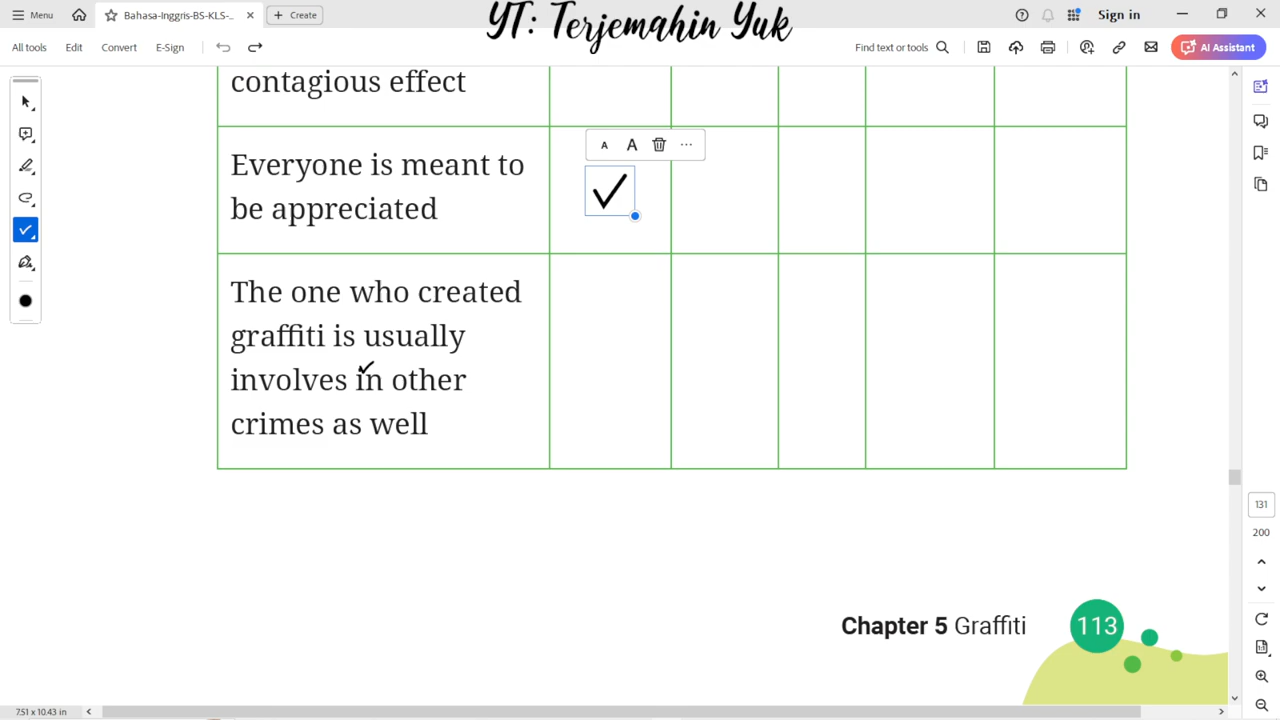 Menu
Bahasa-Inggris-BS-KLS-...
Create
YT: Terjemahin Yuk
Sign in
All tools
Edit
Convert
E-Sign
Find text or tools
AI Assistant
contagious effect
Everyone is meant to
be appreciated
A A ...
The one who created
graffiti is usually
involves in other
crimes as well
131
200
Chapter 5 Graffiti 113
7.51 x 10.43 in